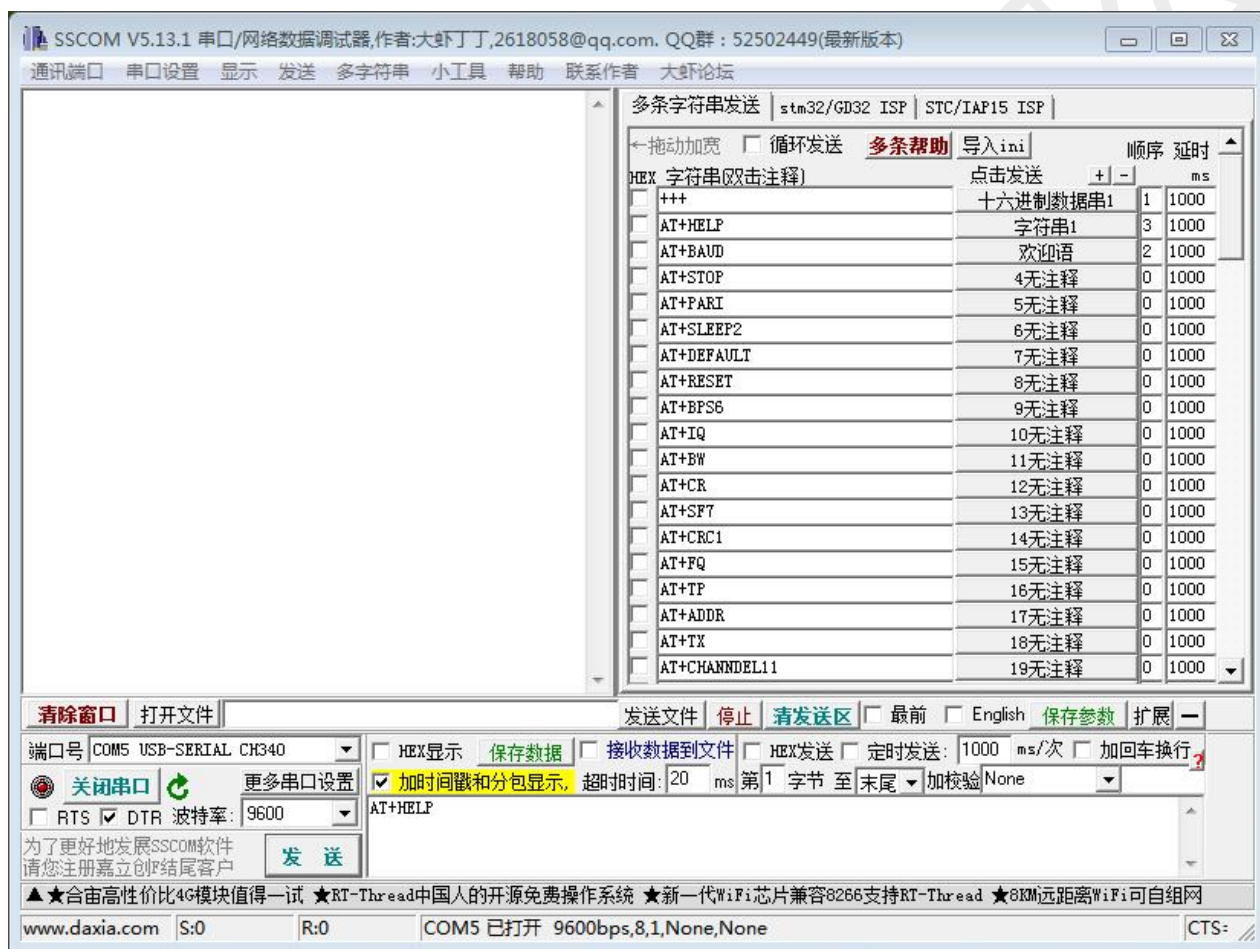 SSCOM V5.13.1 串口/网络数据调试器,作者:大虾丁丁,2618058@qq.com. QQ群：52502449(最新版本)
通讯端口 串口设置 显示 发送 多字符串 小工具 帮助 联系作者 大虾论坛
多条字符串发送 stm32/GD32 ISP STC/IAP15 ISP
←拖动加宽 循环发送 多条帮助 导入ini 顺序 延时
HEX 字符串(双击注释) 点击发送 + - ms
+++ 十六进制数据串1 1 1000
AT+HELP 字符串1 3 1000
AT+BAUD 欢迎语 2 1000
AT+STOP 4无注释 0 1000
AT+PARI 5无注释 0 1000
AT+SLEEP2 6无注释 0 1000
AT+DEFAULT 7无注释 0 1000
AT+RESET 8无注释 0 1000
AT+BPS6 9无注释 0 1000
AT+IQ 10无注释 0 1000
AT+BW 11无注释 0 1000
AT+CR 12无注释 0 1000
AT+SF7 13无注释 0 1000
AT+CRC1 14无注释 0 1000
AT+FQ 15无注释 0 1000
AT+TP 16无注释 0 1000
AT+ADDR 17无注释 0 1000
AT+TX 18无注释 0 1000
AT+CHANNDEL11 19无注释 0 1000
清除窗口 打开文件 发送文件 停止 清发送区 最前 English 保存参数 扩展 —
端口号 COM5 USB-SERIAL CH340 HEX显示 保存数据 接收数据到文件 HEX发送 定时发送: 1000 ms/次 加回车换行 ?
关闭串口 更多串口设置 加时间戳和分包显示, 超时时间: 20 ms 第1 字节 至 末尾 加校验 None
RTS DTR 波特率: 9600 AT+HELP
为了更好地发展SSCOM软件
请您注册嘉立创F结尾客户 发 送
▲★合宙高性价比4G模块值得一试 ★RT-Thread中国人的开源免费操作系统 ★新一代WiFi芯片兼容8266支持RT-Thread ★8KM远距离WiFi可自组网
www.daxia.com S:0 R:0 COM5 已打开 9600bps,8,1,None,None CTS=